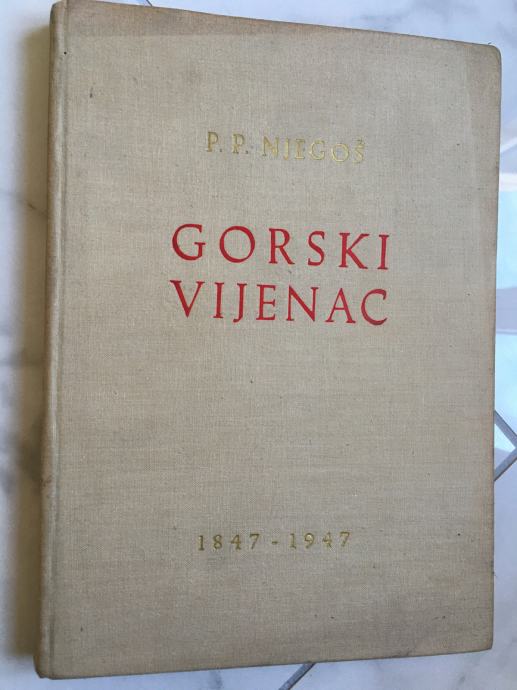 P. P. NJEGOŠ
GORSKI
VIJENAC
1847 - 1947